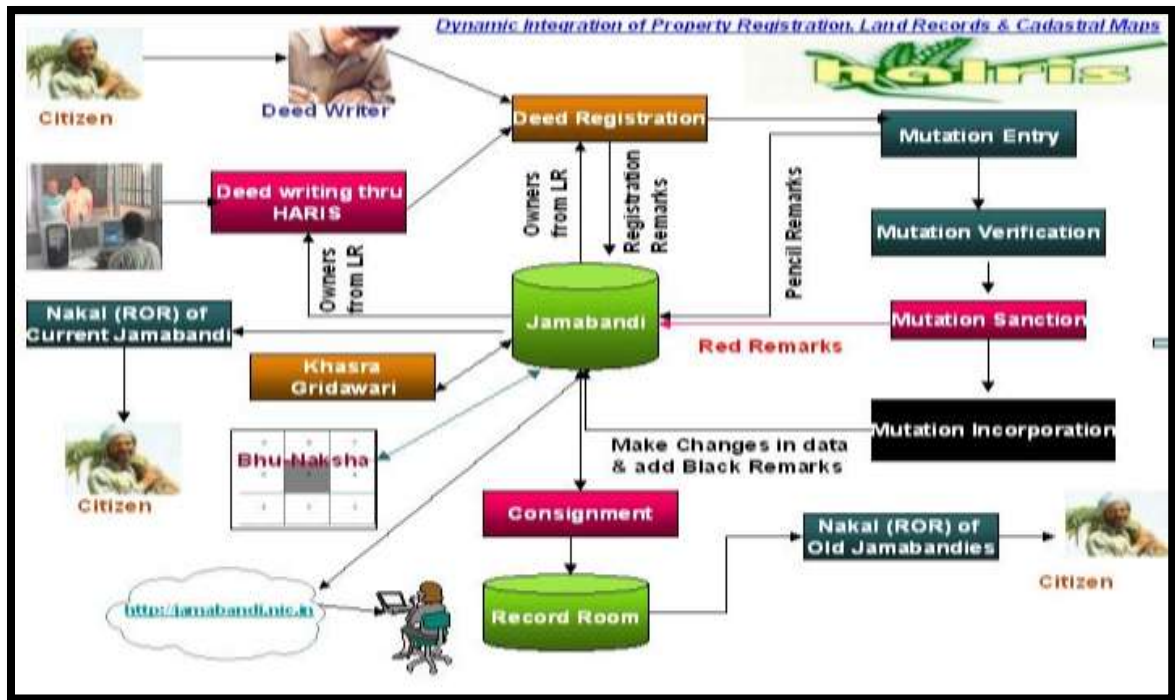 Dynamic Integration of Property Registration, Land Records & Cadastral Maps
halris
Citizen
Deed Writer
Deed Registration
Mutation Entry
Deed writing thru
HARIS
Owners
from LR
Registration
Remarks
Pencil Remarks
Mutation Verification
Owners
from LR
Nakal (ROR) of
Current Jamabandi
Jamabandi
Mutation Sanction
Red Remarks
Khasra
Gridawari
Mutation Incorporation
Make Changes in data
& add Black Remarks
Bhu-Naksha
Citizen
Consignment
Nakal (ROR) of
Old Jamabandies
Citizen
http://jamabandi.nic.in
Record Room